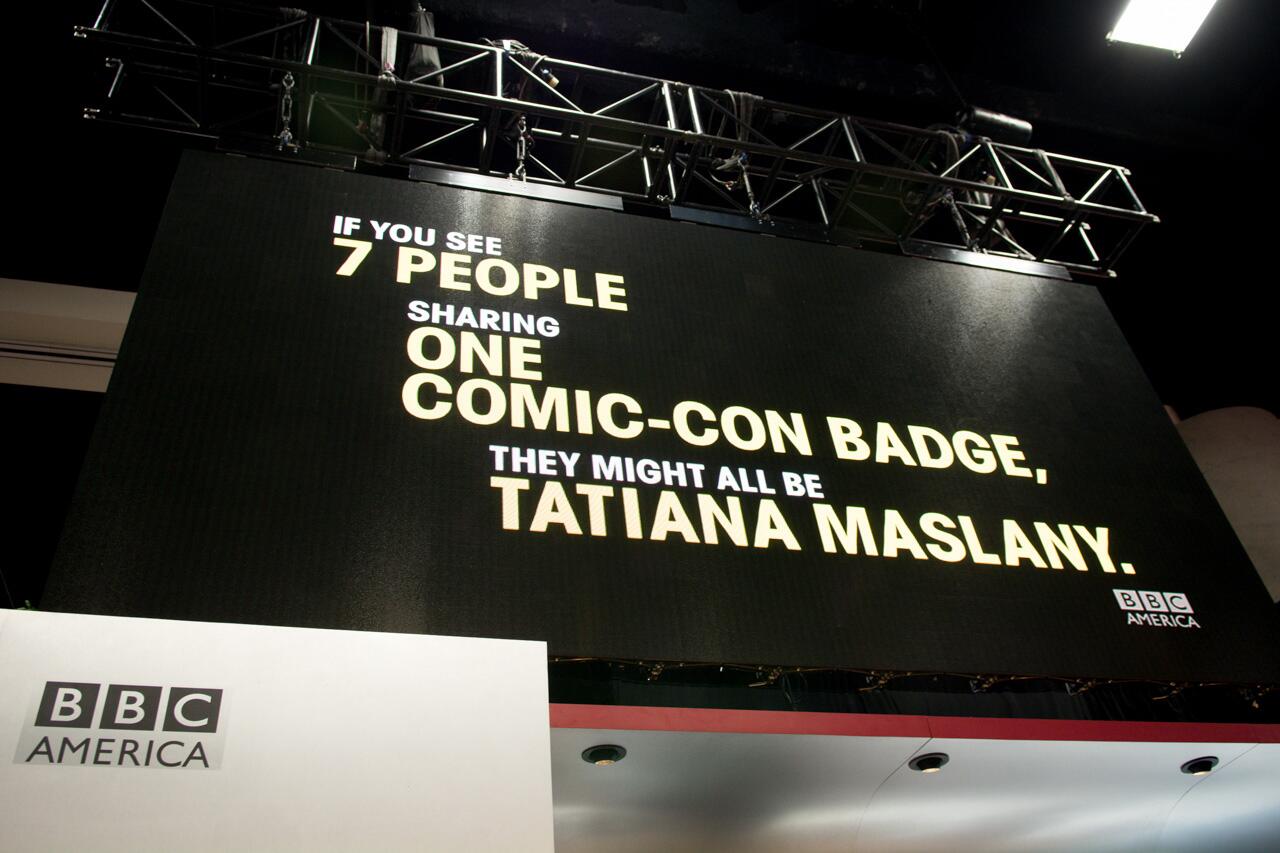 IF YOU SEE
7 PEOPLE
SHARING
ONE
COMIC-CON BADGE,
THEY MIGHT ALL BE
TATIANA MASLANY.
BBC
AMERICA
BBC
AMERICA